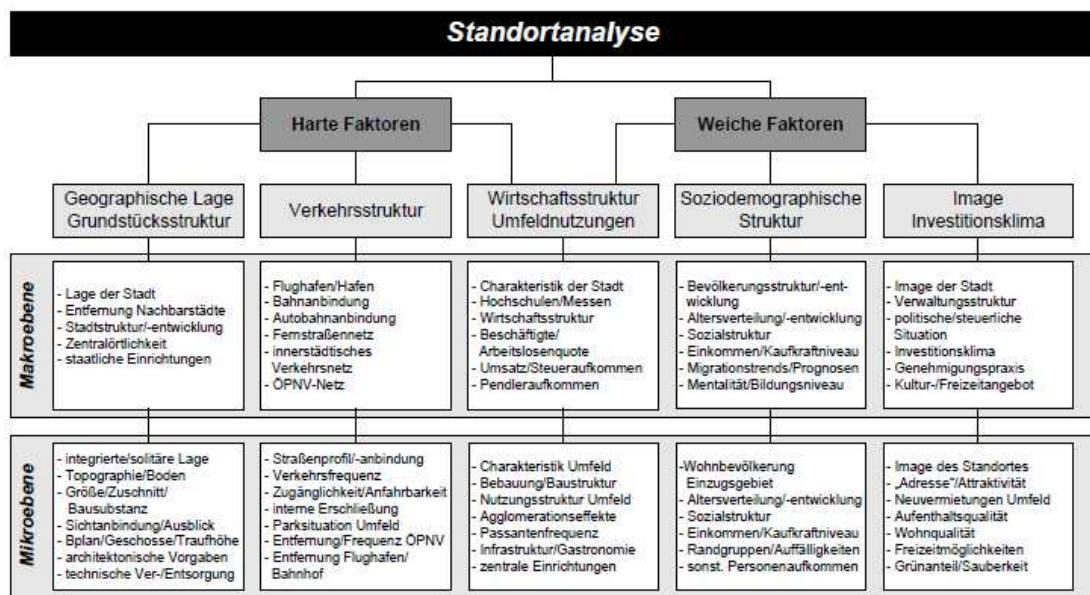 Standortanalyse
Harte Faktoren
Weiche Faktoren
Geographische Lage
Grundstücksstruktur
Verkehrsstruktur
Wirtschaftsstruktur
Umfeldnutzungen
Soziodemographische
Struktur
Image
Investitionsklima
Makroebene
- Lage der Stadt
- Entfernung Nachbarstädte
- Stadtstruktur/-entwicklung
- Zentralörtlichkeit
- staatliche Einrichtungen
- Flughafen/Hafen
- Bahnanbindung
- Autobahnanbindung
- Fernstraßennetz
- innerstädtisches
Verkehrsnetz
- ÖPNV-Netz
- Charakteristik der Stadt
- Hochschulen/Messen
- Wirtschaftsstruktur
- Beschäftigte/
Arbeitslosenquote
- Umsatz/Steueraufkommen
- Pendleraufkommen
- Bevölkerungsstruktur/-ent-
wicklung
- Altersverteilung/-entwicklung
- Sozialstruktur
- Einkommen/Kaufkraftniveau
- Migrationstrends/Prognosen
- Mentalität/Bildungsniveau
- Image der Stadt
- Verwaltungsstruktur
- politische/steuerliche
Situation
- Investitionsklima
- Genehmigungspraxis
- Kultur-/Freizeitangebot
Mikroebene
- integrierte/solitäre Lage
- Topographie/Boden
- Größe/Zuschnitt/
Bausubstanz
- Sichtanbindung/Ausblick
- Bplan/Geschosse/Traufhöhe
- architektonische Vorgaben
- technische Ver-/Entsorgung
- Straßenprofil/-anbindung
- Verkehrsfrequenz
- Zugänglichkeit/Anfahrbarkeit
- interne Erschließung
- Parksituation Umfeld
- Entfernung/Frequenz ÖPNV
- Entfernung Flughafen/
Bahnhof
- Charakteristik Umfeld
- Bebauung/Baustruktur
- Nutzungsstruktur Umfeld
- Agglomerationseffekte
- Passantenfrequenz
- Infrastruktur/Gastronomie
- zentrale Einrichtungen
-Wohnbevölkerung
Einzugsgebiet
- Altersverteilung/-entwicklung
- Sozialstruktur
- Einkommen/Kaufkraftniveau
- Randgruppen/Auffälligkeiten
- sonst. Personenaufkommen
- Image des Standortes
- „Adresse"/Attraktivität
- Neuvermietungen Umfeld
- Aufenthaltsqualität
- Wohnqualität
- Freizeitmöglichkeiten
- Grünanteil/Sauberkeit